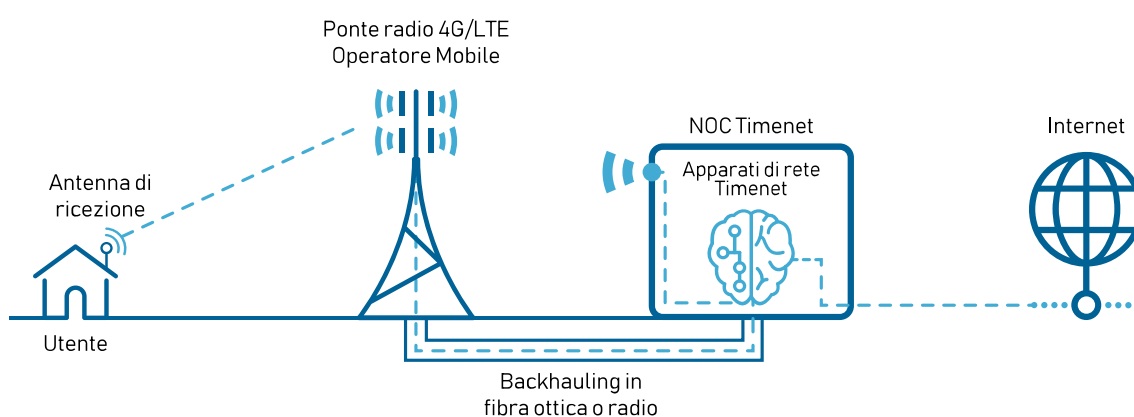 Ponte radio 4G/LTE
Operatore Mobile
NOC Timenet
Internet
Apparati di rete
Timenet
Antenna di
ricezione
Utente
Backhauling in
fibra ottica o radio